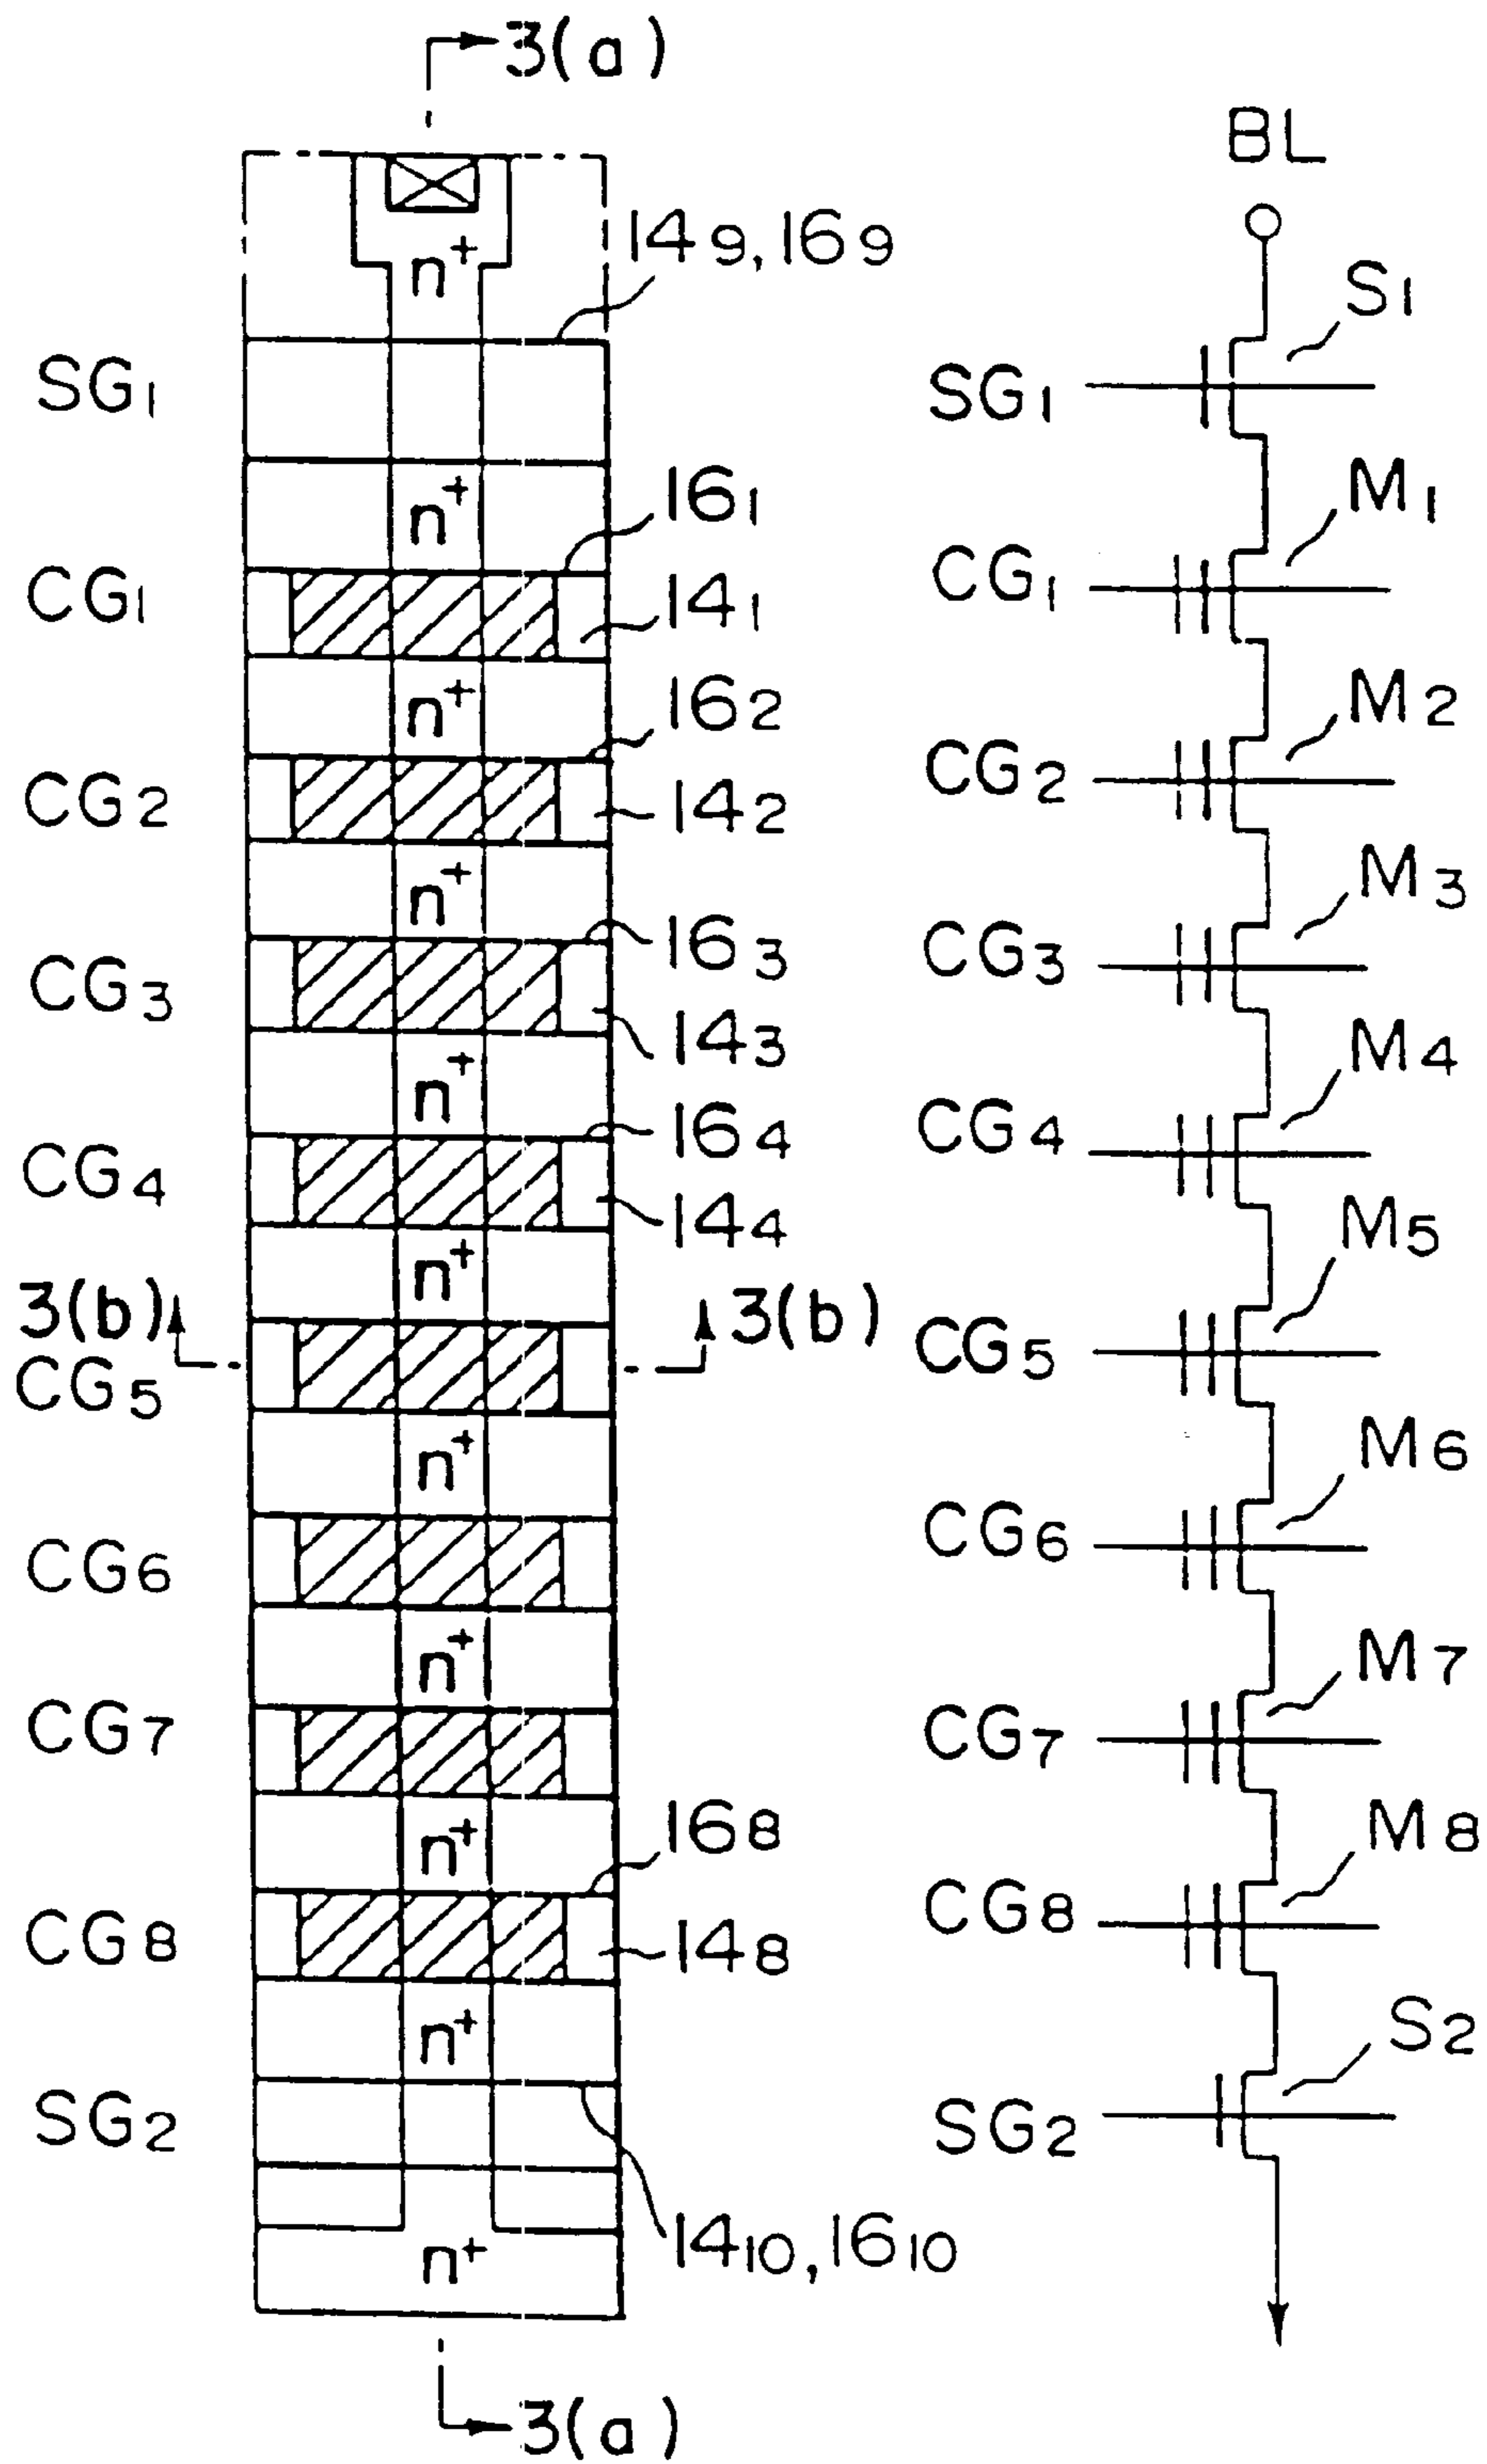 3(a)
BL
n+
14₉, 16₉
S₁
SG₁
SG₁
n+
16₁
M₁
CG₁
14₁
CG₁
n+
16₂
M₂
CG₂
14₂
CG₂
n+
16₃
M₃
CG₃
14₃
CG₃
n+
16₄
M₄
CG₄
14₄
CG₄
n+
M₅
3(b)
3(b)
CG₅
CG₅
n+
M₆
CG₆
CG₆
n+
M₇
CG₇
CG₇
n+
16₈
M₈
CG₈
14₈
CG₈
n+
S₂
SG₂
SG₂
14₁₀, 16₁₀
n+
3(a)